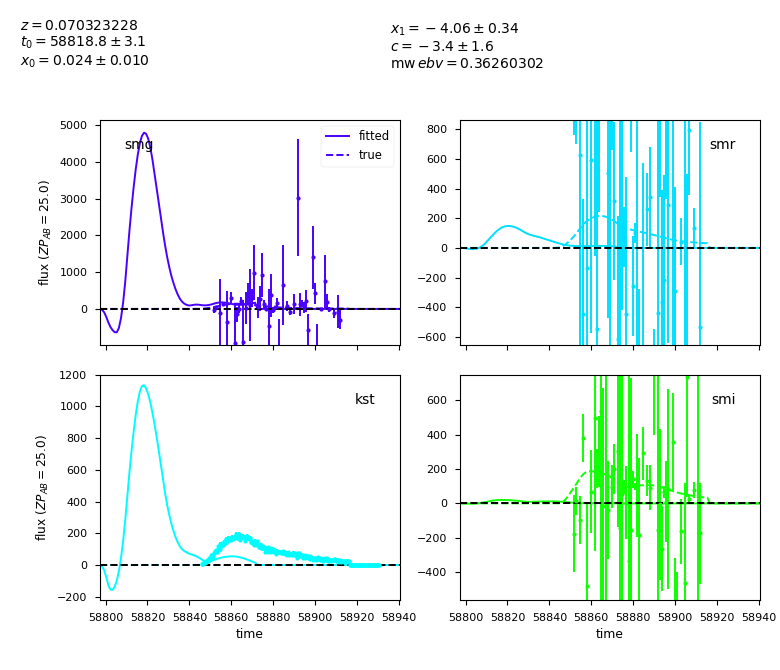 z = 0.070323228
t₀ = 58818.8 ± 3.1
x₀ = 0.024 ± 0.010
x₁ = −4.06 ± 0.34
c = −3.4 ± 1.6
mw ebv = 0.36260302
smg
fitted
true
5000
4000
3000
2000
1000
0
flux (ZP_AB = 25.0)
smr
800
600
400
200
0
−200
−400
−600
kst
1200
1000
800
600
400
200
0
−200
flux (ZP_AB = 25.0)
58800 58820 58840 58860 58880 58900 58920 58940
time
smi
600
400
200
0
−200
−400
58800 58820 58840 58860 58880 58900 58920 58940
time